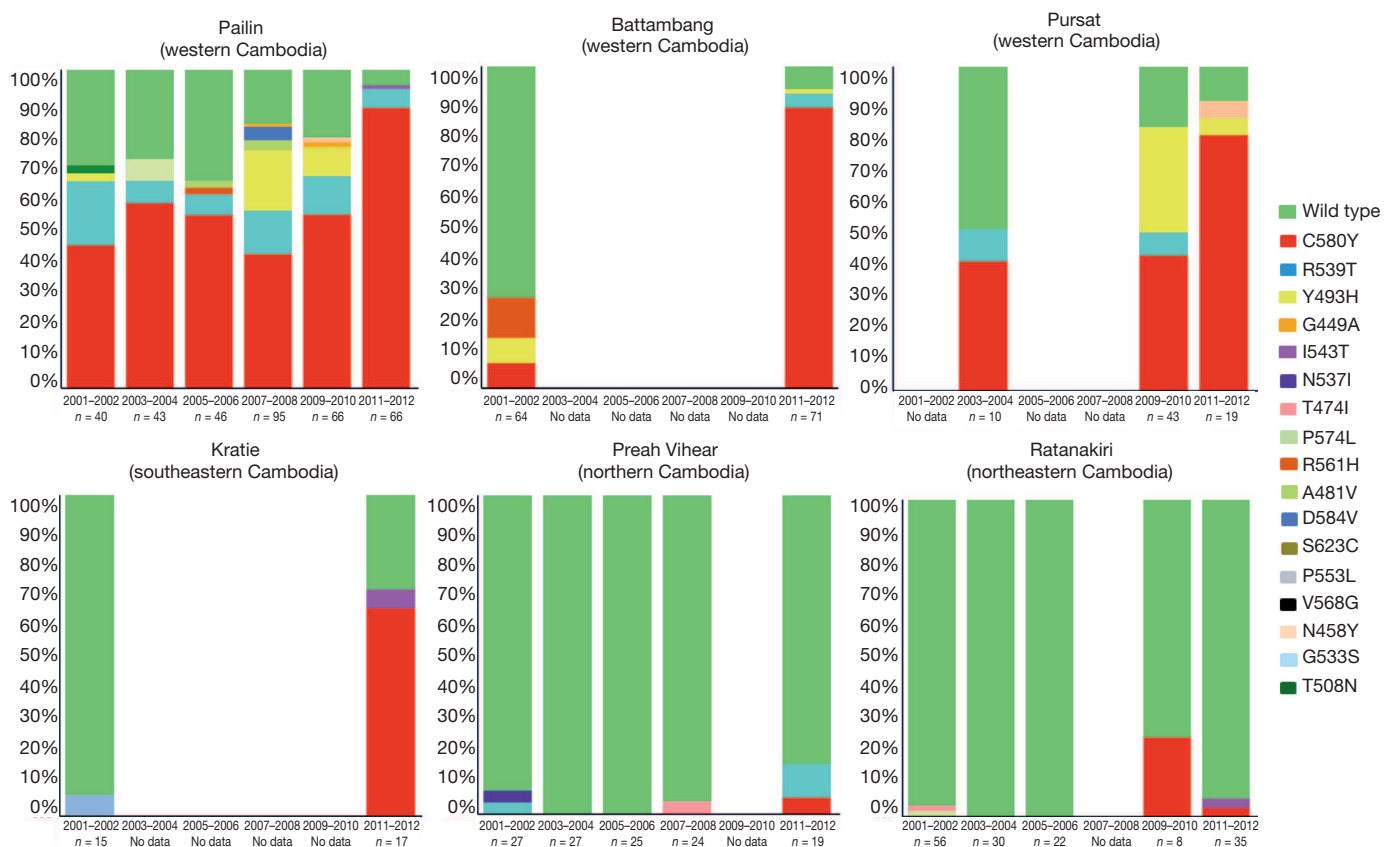 Pailin
(western Cambodia)
100%
90%
80%
70%
60%
50%
40%
30%
20%
10%
0%
2001–2002 2003–2004 2005–2006 2007–2008 2009–2010 2011–2012
n = 40 n = 43 n = 46 n = 95 n = 66 n = 66
Battambang
(western Cambodia)
100%
90%
80%
70%
60%
50%
40%
30%
20%
10%
0%
2001–2002 2003–2004 2005–2006 2007–2008 2009–2010 2011–2012
n = 64 No data No data No data No data n = 71
Pursat
(western Cambodia)
100%
90%
80%
70%
60%
50%
40%
30%
20%
10%
0%
2001–2002 2003–2004 2005–2006 2007–2008 2009–2010 2011–2012
No data n = 10 No data No data n = 43 n = 19
Kratie
(southeastern Cambodia)
100%
90%
80%
70%
60%
50%
40%
30%
20%
10%
0%
2001–2002 2003–2004 2005–2006 2007–2008 2009–2010 2011–2012
n = 15 No data No data No data No data n = 17
Preah Vihear
(northern Cambodia)
100%
90%
80%
70%
60%
50%
40%
30%
20%
10%
0%
2001–2002 2003–2004 2005–2006 2007–2008 2009–2010 2011–2012
n = 27 n = 27 n = 25 n = 24 No data n = 19
Ratanakiri
(northeastern Cambodia)
100%
90%
80%
70%
60%
50%
40%
30%
20%
10%
0%
2001–2002 2003–2004 2005–2006 2007–2008 2009–2010 2011–2012
n = 56 n = 30 n = 22 No data n = 8 n = 35
Wild type
C580Y
R539T
Y493H
G449A
I543T
N537I
T474I
P574L
R561H
A481V
D584V
S623C
P553L
V568G
N458Y
G533S
T508N